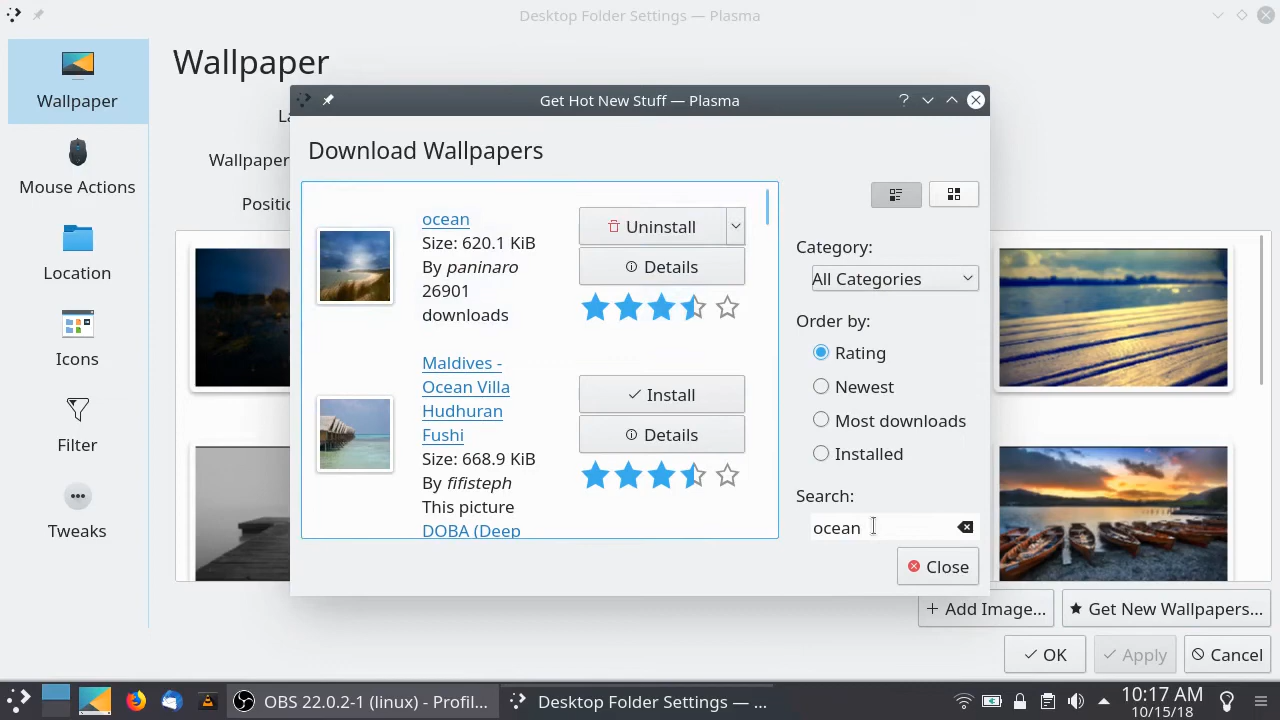 Desktop Folder Settings — Plasma
Wallpaper
Wallpaper
Mouse Actions
Location
Icons
Filter
Tweaks
Wallpaper
Get Hot New Stuff — Plasma
?
Download Wallpapers
ocean
Size: 620.1 KiB
By paninaro
26901
downloads
Uninstall
Details
Maldives -
Ocean Villa
Hudhuran
Fushi
Size: 668.9 KiB
By fifisteph
This picture
DOBA (Deep
Install
Details
Category:
All Categories
Order by:
Rating
Newest
Most downloads
Installed
Search:
ocean
Close
+ Add Image...
Get New Wallpapers...
OK
Apply
Cancel
OBS 22.0.2-1 (linux) - Profil...
Desktop Folder Settings — ...
10:17 AM
10/15/18